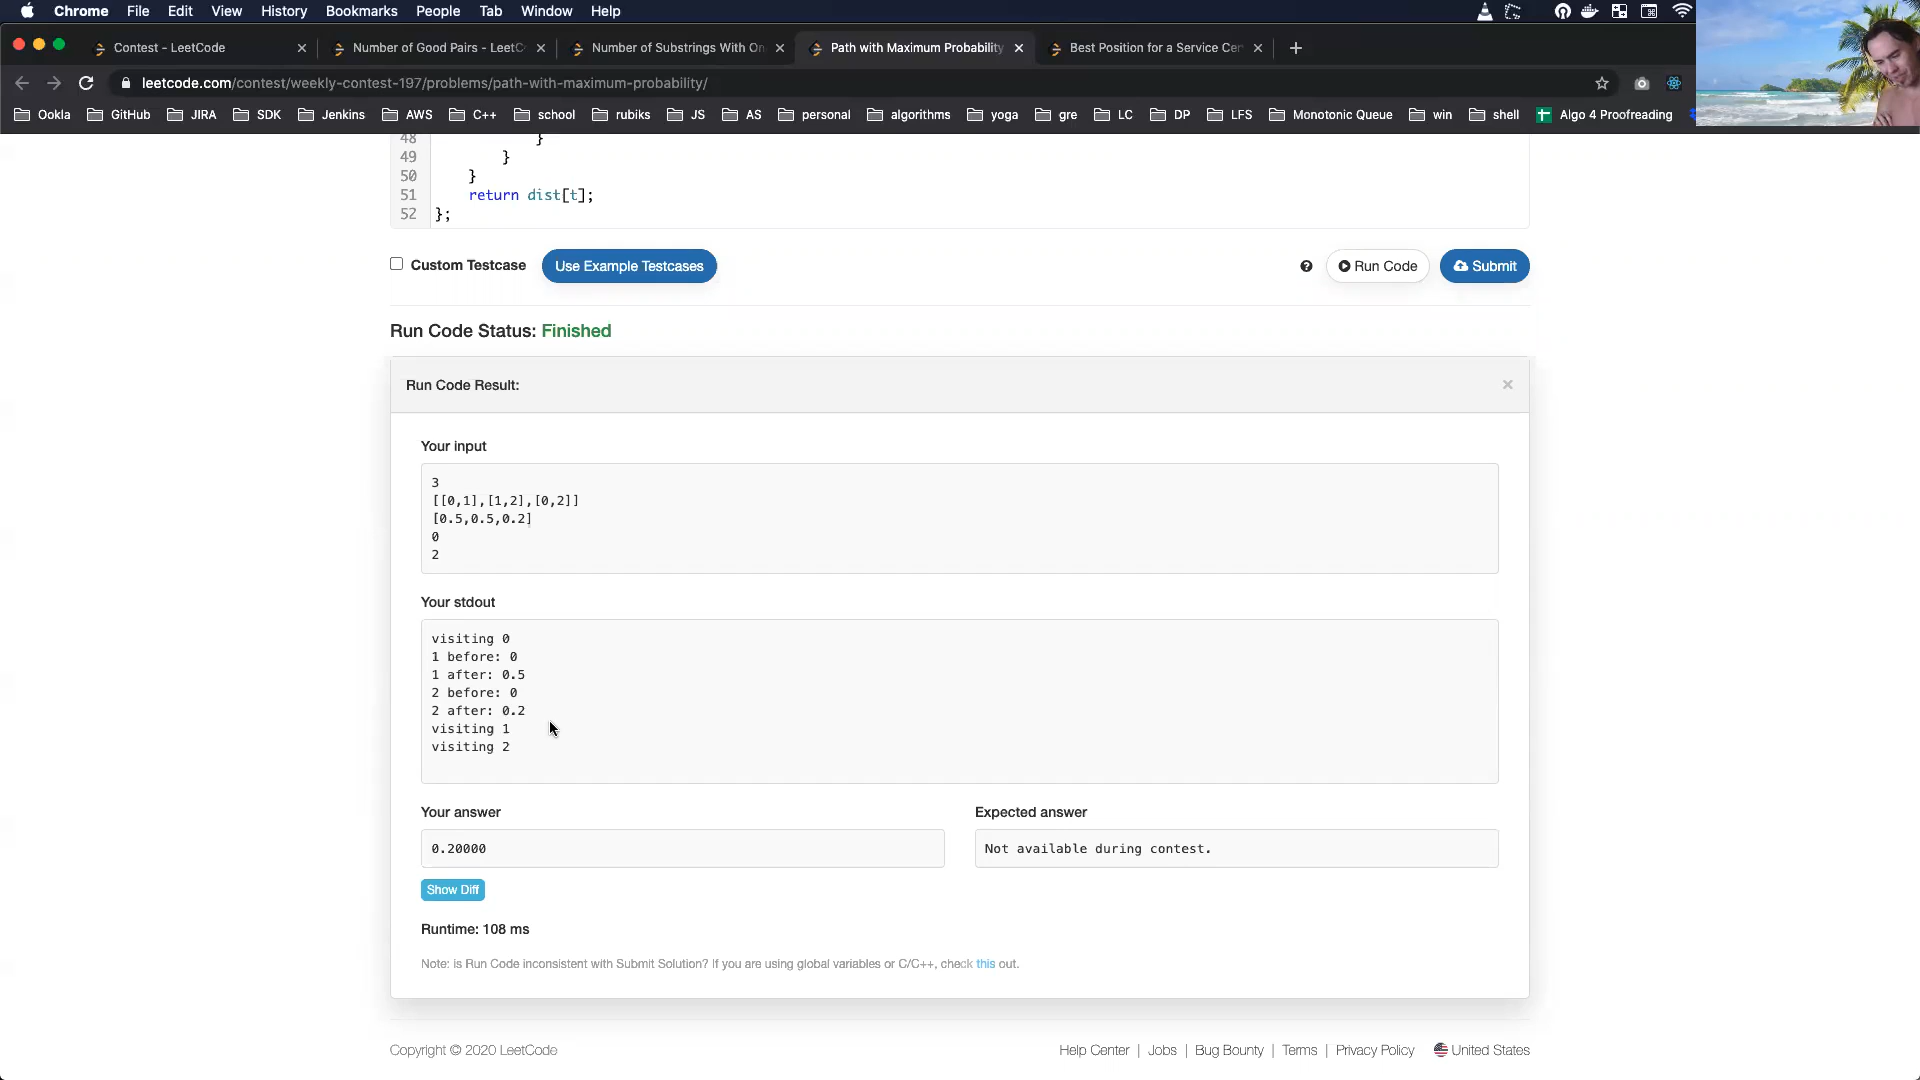 Chrome File Edit View History Bookmarks People Tab Window Help
Contest - LeetCode
Number of Good Pairs - LeetC
Number of Substrings With On
Path with Maximum Probability
Best Position for a Service Cer
leetcode.com/contest/weekly-contest-197/problems/path-with-maximum-probability/
Ookla GitHub JIRA SDK Jenkins AWS C++ school rubiks JS AS personal algorithms yoga gre LC DP LFS Monotonic Queue win shell Algo 4 Proofreading
48 }
49 }
50 }
51 return dist[t];
52 };
Custom Testcase Use Example Testcases Run Code Submit
Run Code Status: Finished
Run Code Result:
Your input
3
[[0,1],[1,2],[0,2]]
[0.5,0.5,0.2]
0
2
Your stdout
visiting 0
1 before: 0
1 after: 0.5
2 before: 0
2 after: 0.2
visiting 1
visiting 2
Your answer
0.20000
Expected answer
Not available during contest.
Show Diff
Runtime: 108 ms
Note: is Run Code inconsistent with Submit Solution? If you are using global variables or C/C++, check this out.
Copyright © 2020 LeetCode
Help Center | Jobs | Bug Bounty | Terms | Privacy Policy United States